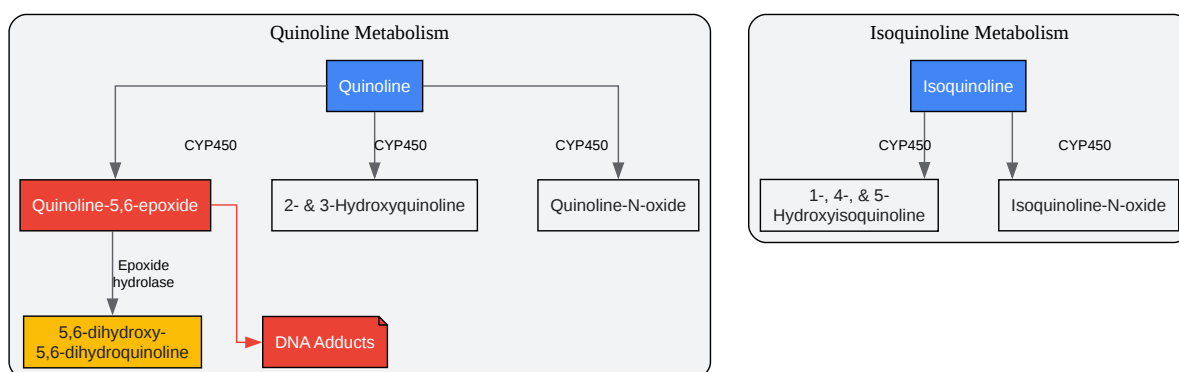 Quinoline Metabolism
Quinoline
CYP450
CYP450
CYP450
Quinoline-5,6-epoxide
2- & 3-Hydroxyquinoline
Quinoline-N-oxide
Epoxide
hydrolase
5,6-dihydroxy-
5,6-dihydroquinoline
DNA Adducts
Isoquinoline Metabolism
Isoquinoline
CYP450
CYP450
1-, 4-, & 5-
Hydroxyisoquinoline
Isoquinoline-N-oxide